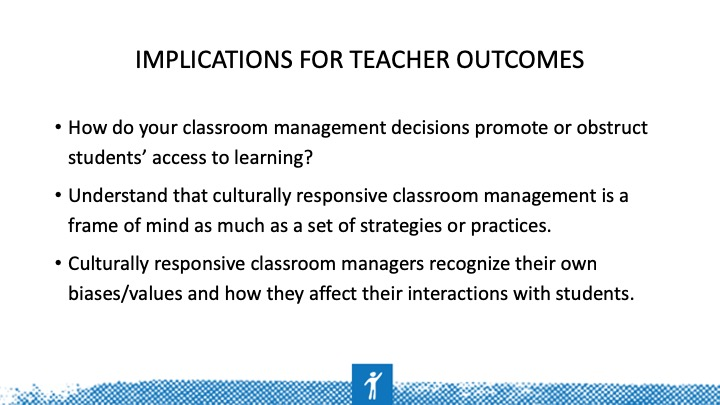 IMPLICATIONS FOR TEACHER OUTCOMES
• How do your classroom management decisions promote or obstruct
students’ access to learning?
• Understand that culturally responsive classroom management is a
frame of mind as much as a set of strategies or practices.
• Culturally responsive classroom managers recognize their own
biases/values and how they affect their interactions with students.